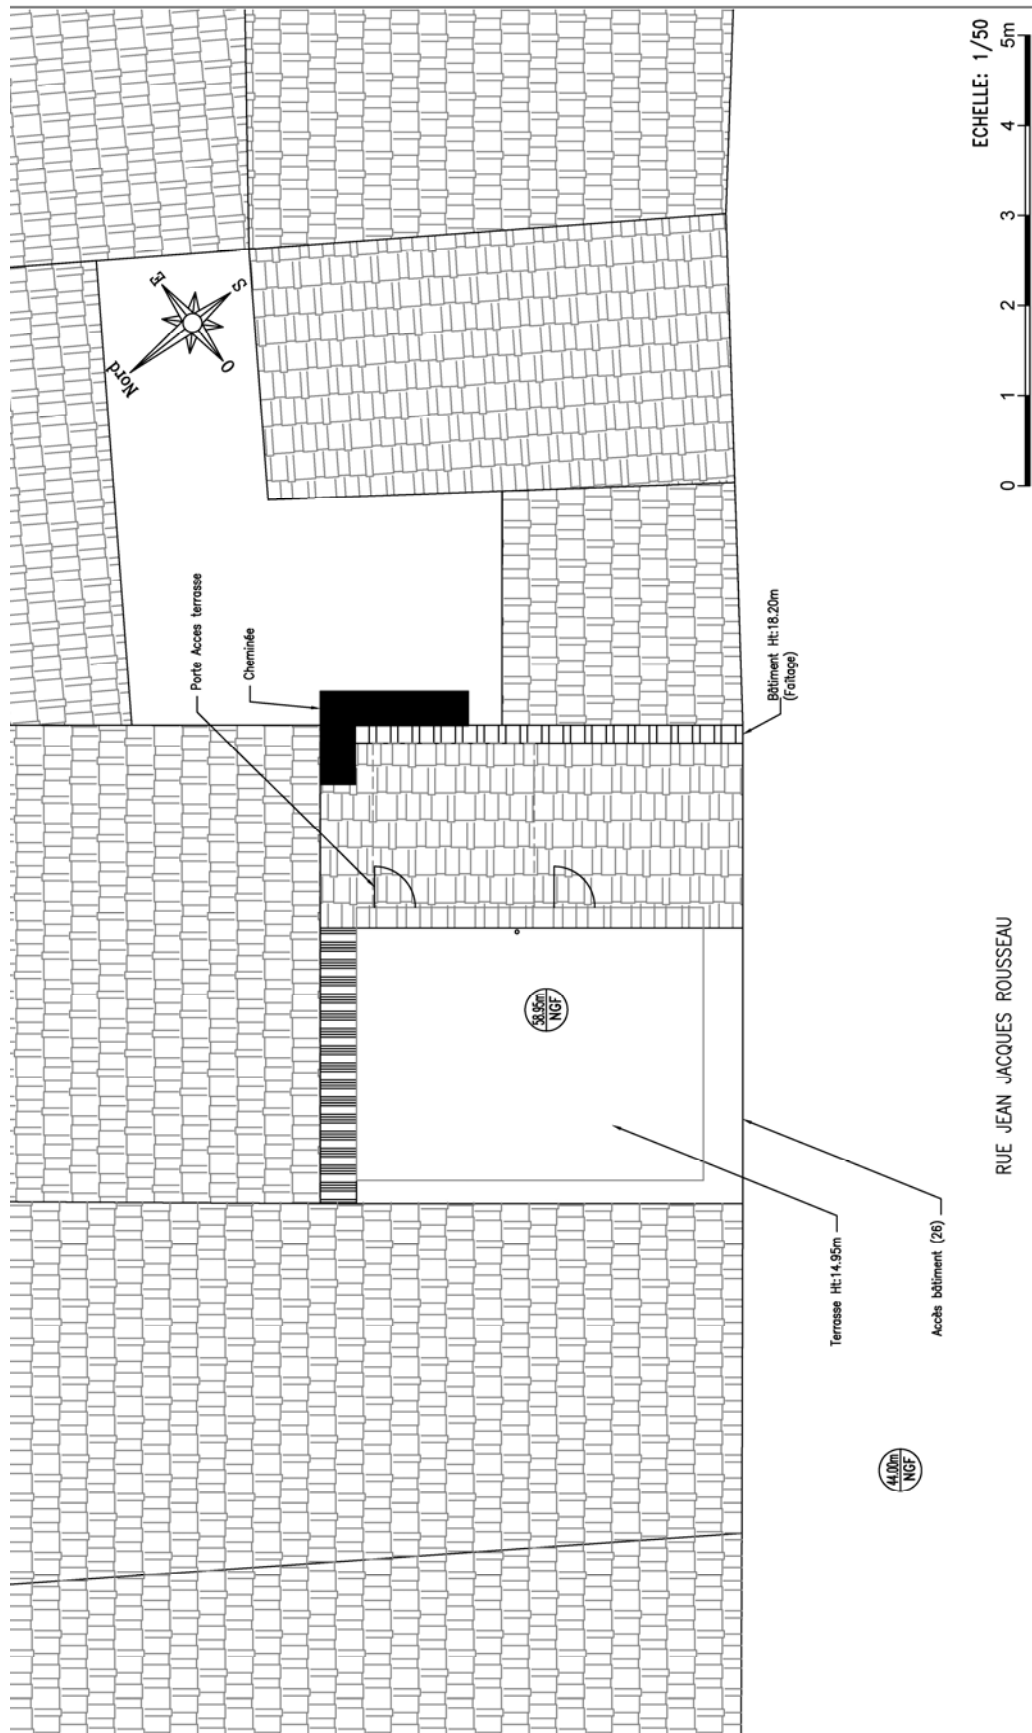 Nord
E
S
O
Porte Acces terrasse
Cheminée
Bâtiment Ht:18.20m
(Faîtage)
58.95m
NGF
Terrasse Ht:14.95m
Accès bâtiment (26)
44.00m
NGF
RUE JEAN JACQUES ROUSSEAU
ECHELLE: 1/50
0 1 2 3 4 5m